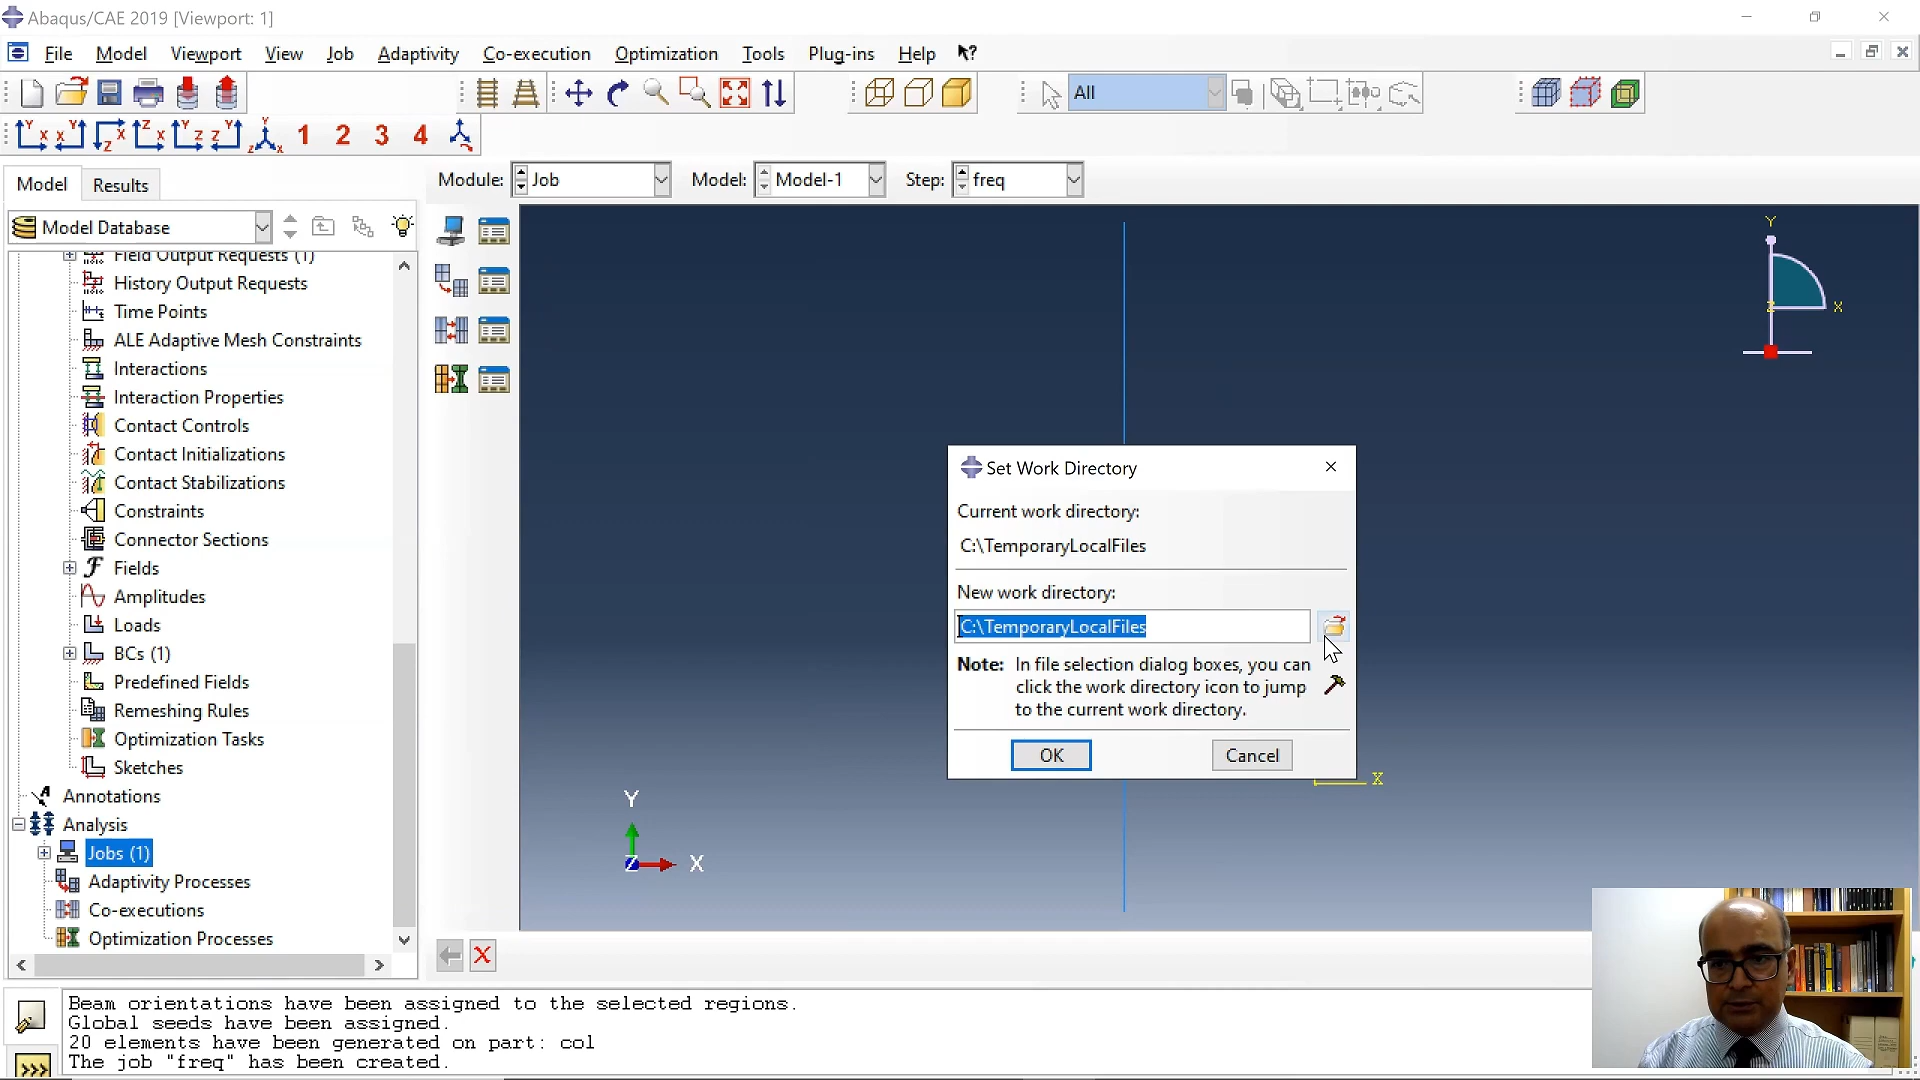 Abaqus/CAE 2019 [Viewport: 1]
File Model Viewport View Job Adaptivity Co-execution Optimization Tools Plug-ins Help
All
1 2 3 4
Model Results
Module: Job Model: Model-1 Step: freq
Model Database
Field Output Requests (1)
History Output Requests
Time Points
ALE Adaptive Mesh Constraints
Interactions
Interaction Properties
Contact Controls
Contact Initializations
Contact Stabilizations
Constraints
Connector Sections
Fields
Amplitudes
Loads
BCs (1)
Predefined Fields
Remeshing Rules
Optimization Tasks
Sketches
Annotations
Analysis
Jobs (1)
Adaptivity Processes
Co-executions
Optimization Processes
Y
Z X
Set Work Directory
Current work directory:
C:\TemporaryLocalFiles
New work directory:
C:\TemporaryLocalFiles
Note: In file selection dialog boxes, you can
click the work directory icon to jump
to the current work directory.
OK Cancel
X
Y
Z X
Beam orientations have been assigned to the selected regions.
Global seeds have been assigned.
20 elements have been generated on part: col
The job "freq" has been created.